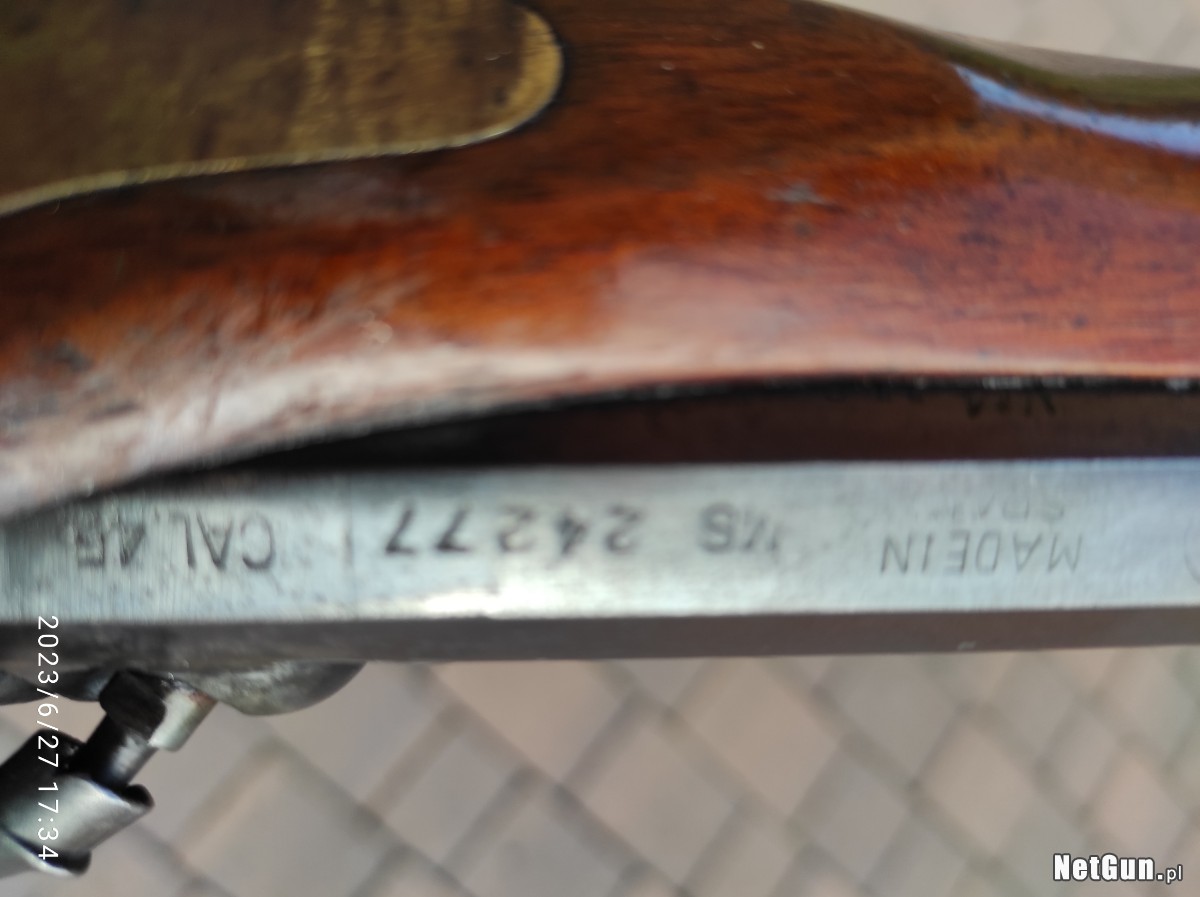 MADE IN
SPAIN
24277
CAL. 45
2023/6/27 17:34
NetGun.pl